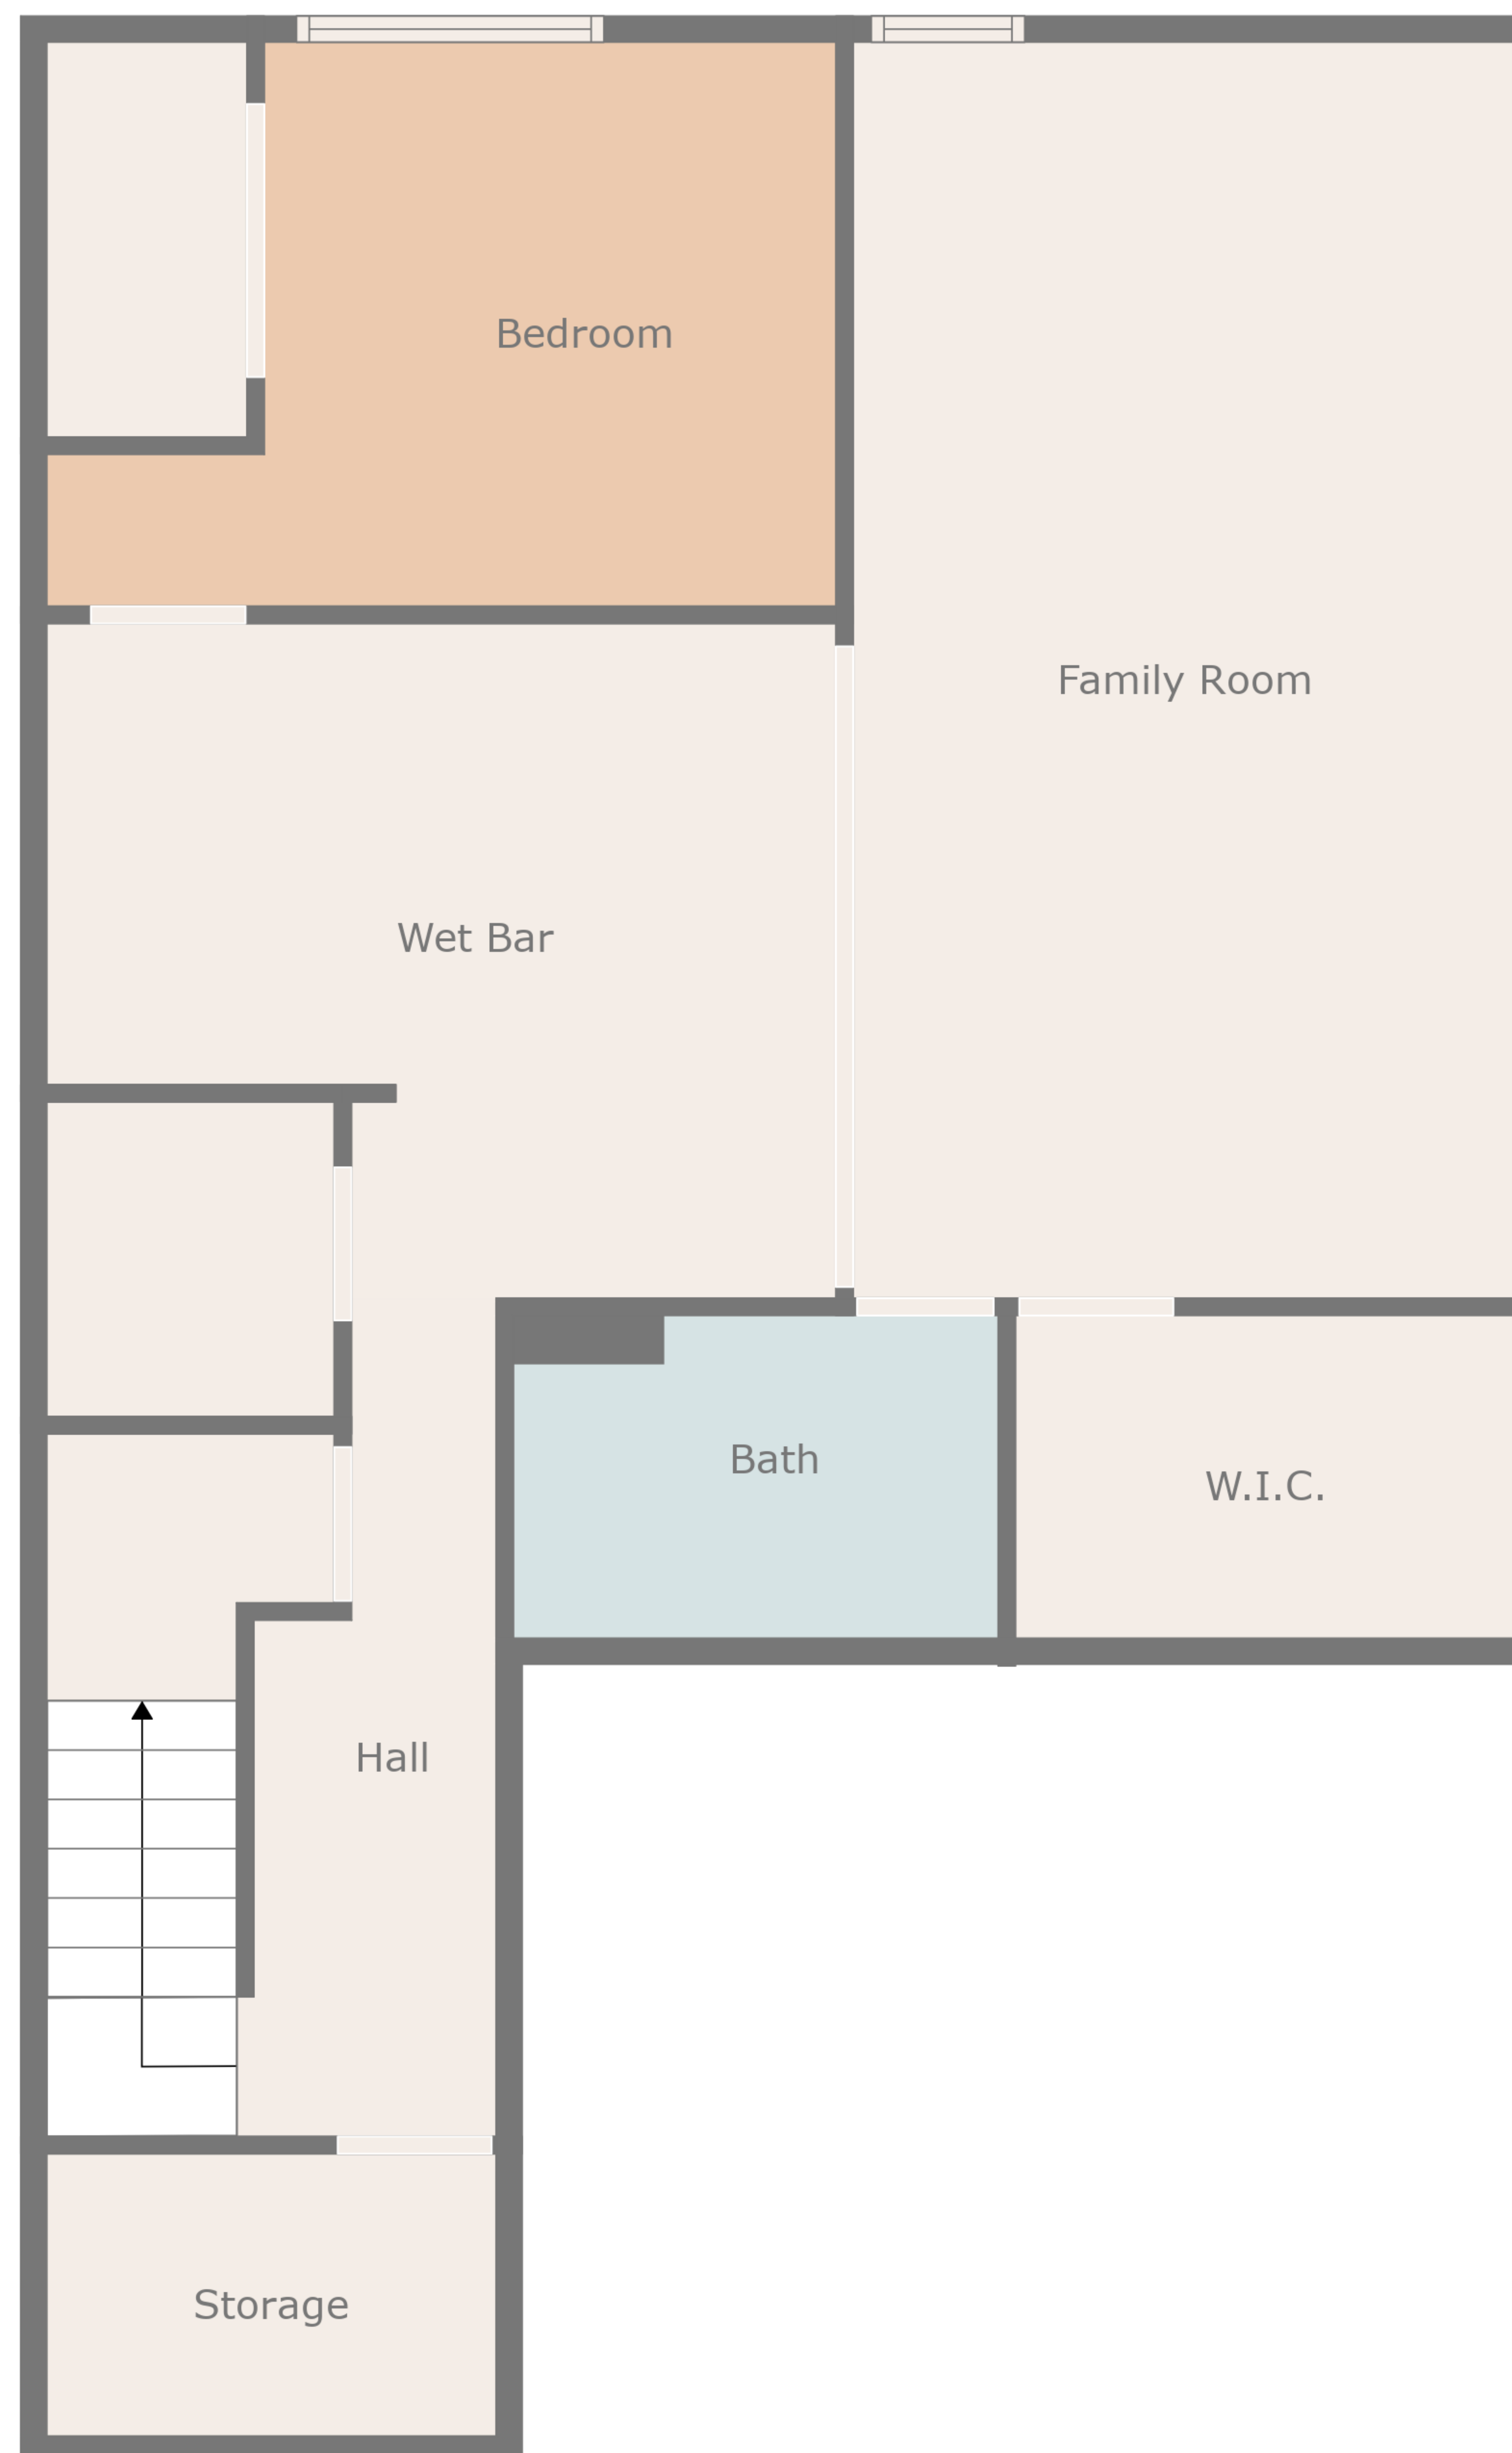 Bedroom
Family Room
Wet Bar
Bath
W.I.C.
Hall
Storage